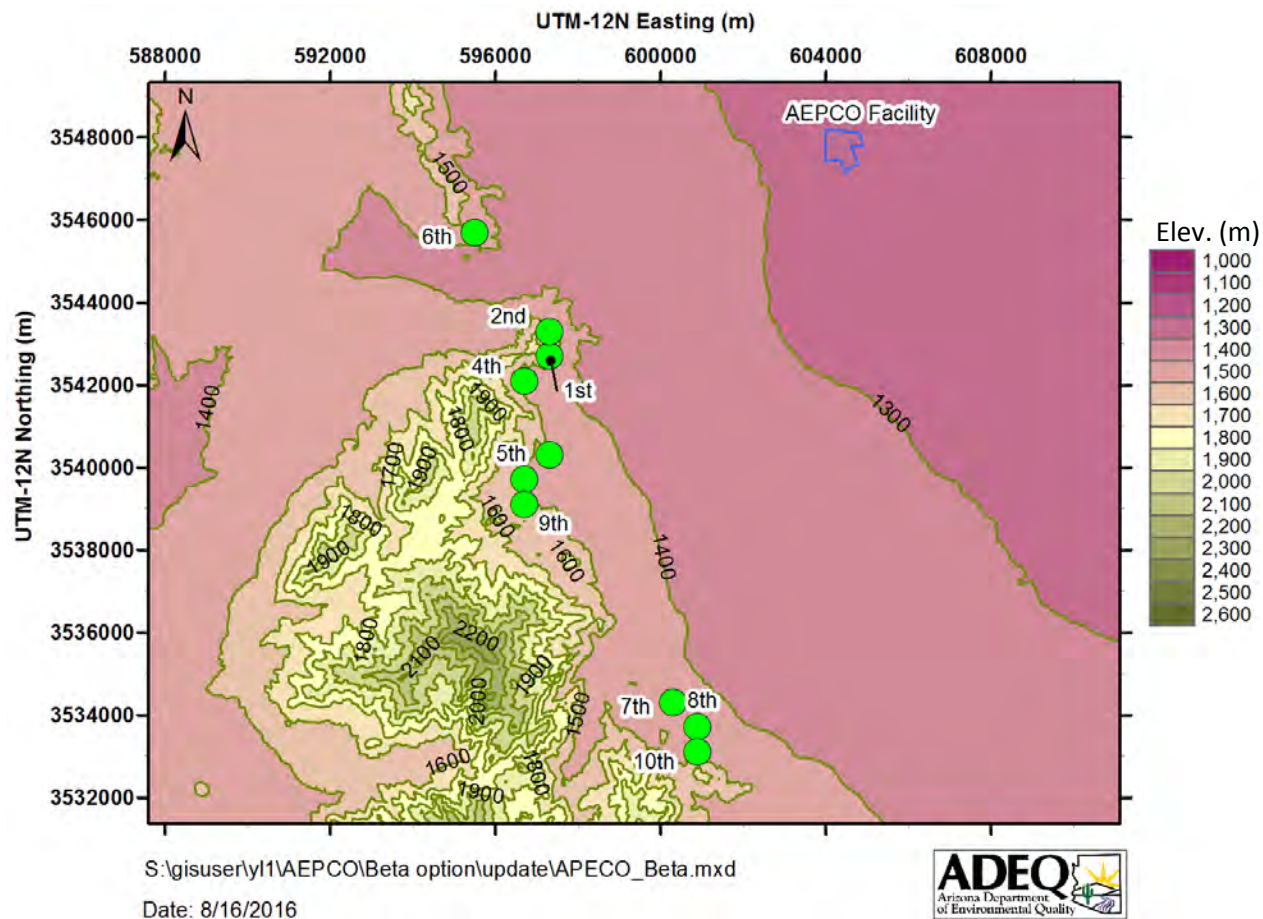 UTM-12N Easting (m)
588000 592000 596000 600000 604000 608000
N
AEPCO Facility
3548000
1500
3546000
6th
Elev. (m)
1,000
1,100
1,200
1,300
1,400
1,500
1,600
1,700
1,800
1,900
2,000
2,100
2,200
2,300
2,400
2,500
2,600
UTM-12N Northing (m)
3544000
2nd
3542000
4th
1st
1900
1400
1800
1300
3540000
5th
1700
1900
1600
9th
1800
3538000
1900
1600
1400
3536000
1800
2200
2100
1900
2000
3534000
7th
8th
1500
10th
1600
1800
1900
3532000
S:\gisuser\yl1\AEPCO\Beta option\update\APECO_Beta.mxd
Date: 8/16/2016
ADEQ
Arizona Department
of Environmental Quality